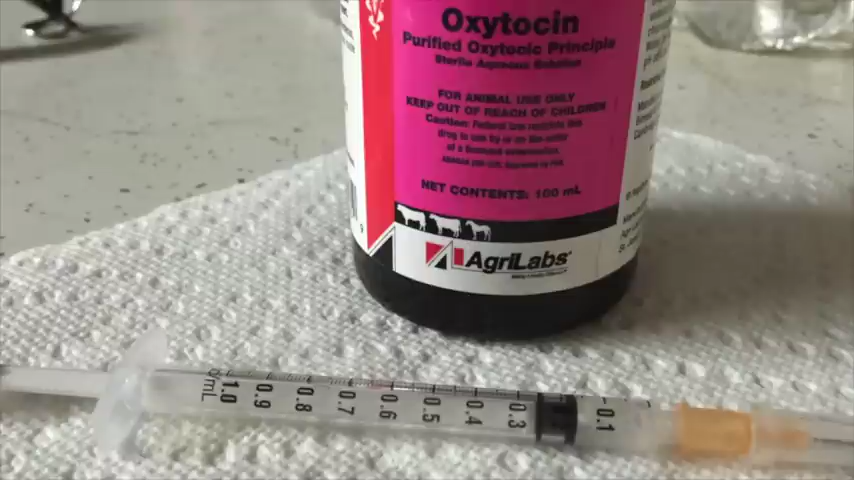 Oxytocin
Purified Oxytocic Principle
Sterile Aqueous Solution
FOR ANIMAL USE ONLY
KEEP OUT OF REACH OF CHILDREN
Caution: Federal law restricts this
drug to use by or on the order
of a licensed veterinarian.
NET CONTENTS: 100 mL
AgriLabs
mL
1.0
0.9
0.8
0.7
0.6
0.5
0.4
0.3
0.1